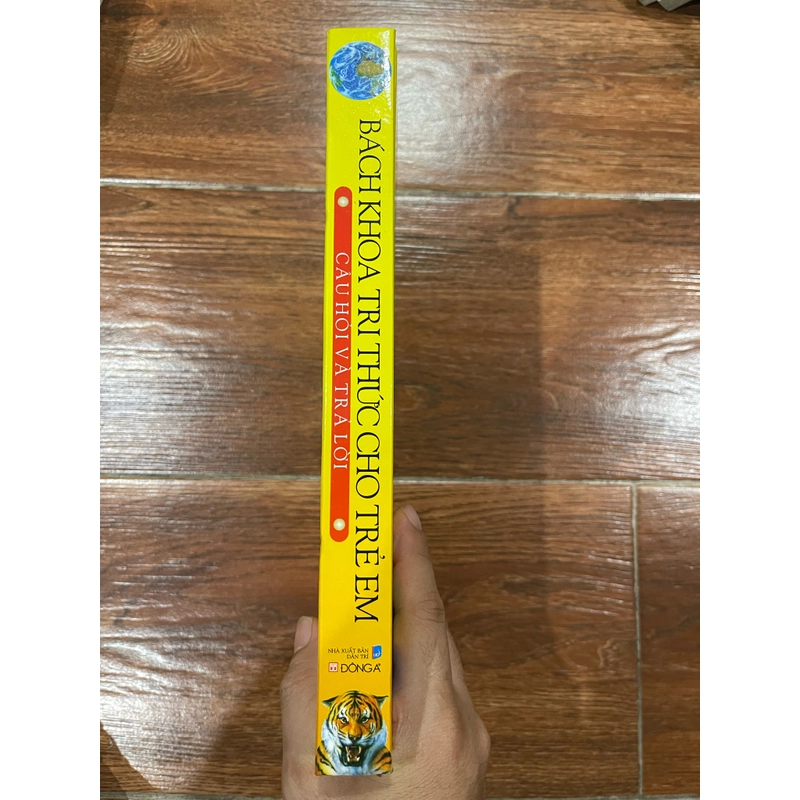 BÁCH KHOA TRI THỨC CHO TRẺ EM
CÂU HỎI VÀ TRẢ LỜI
NHÀ XUẤT BẢN
DÂN TRÍ
ĐÔNG A